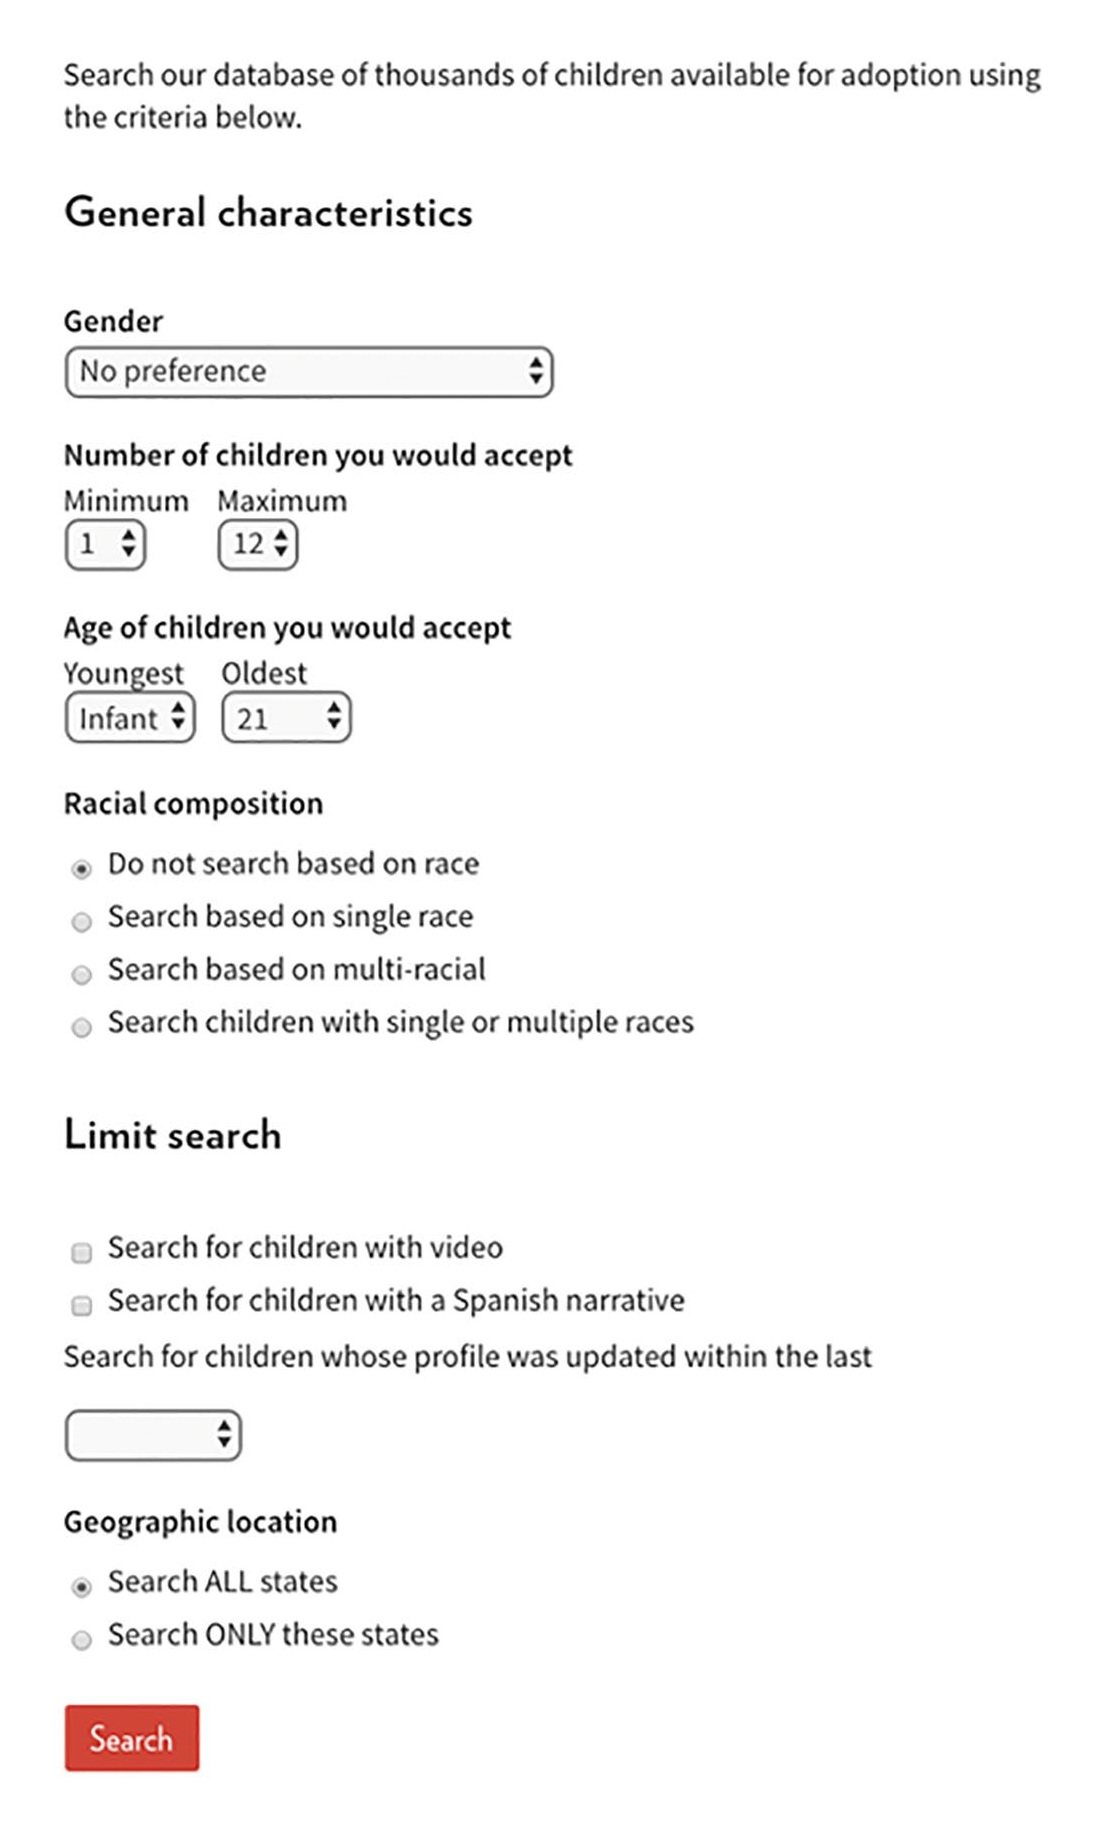 Search our database of thousands of children available for adoption using
the criteria below.
General characteristics
Gender
No preference
Number of children you would accept
Minimum Maximum
1 12
Age of children you would accept
Youngest Oldest
Infant 21
Racial composition
Do not search based on race
Search based on single race
Search based on multi-racial
Search children with single or multiple races
Limit search
Search for children with video
Search for children with a Spanish narrative
Search for children whose profile was updated within the last
Geographic location
Search ALL states
Search ONLY these states
Search